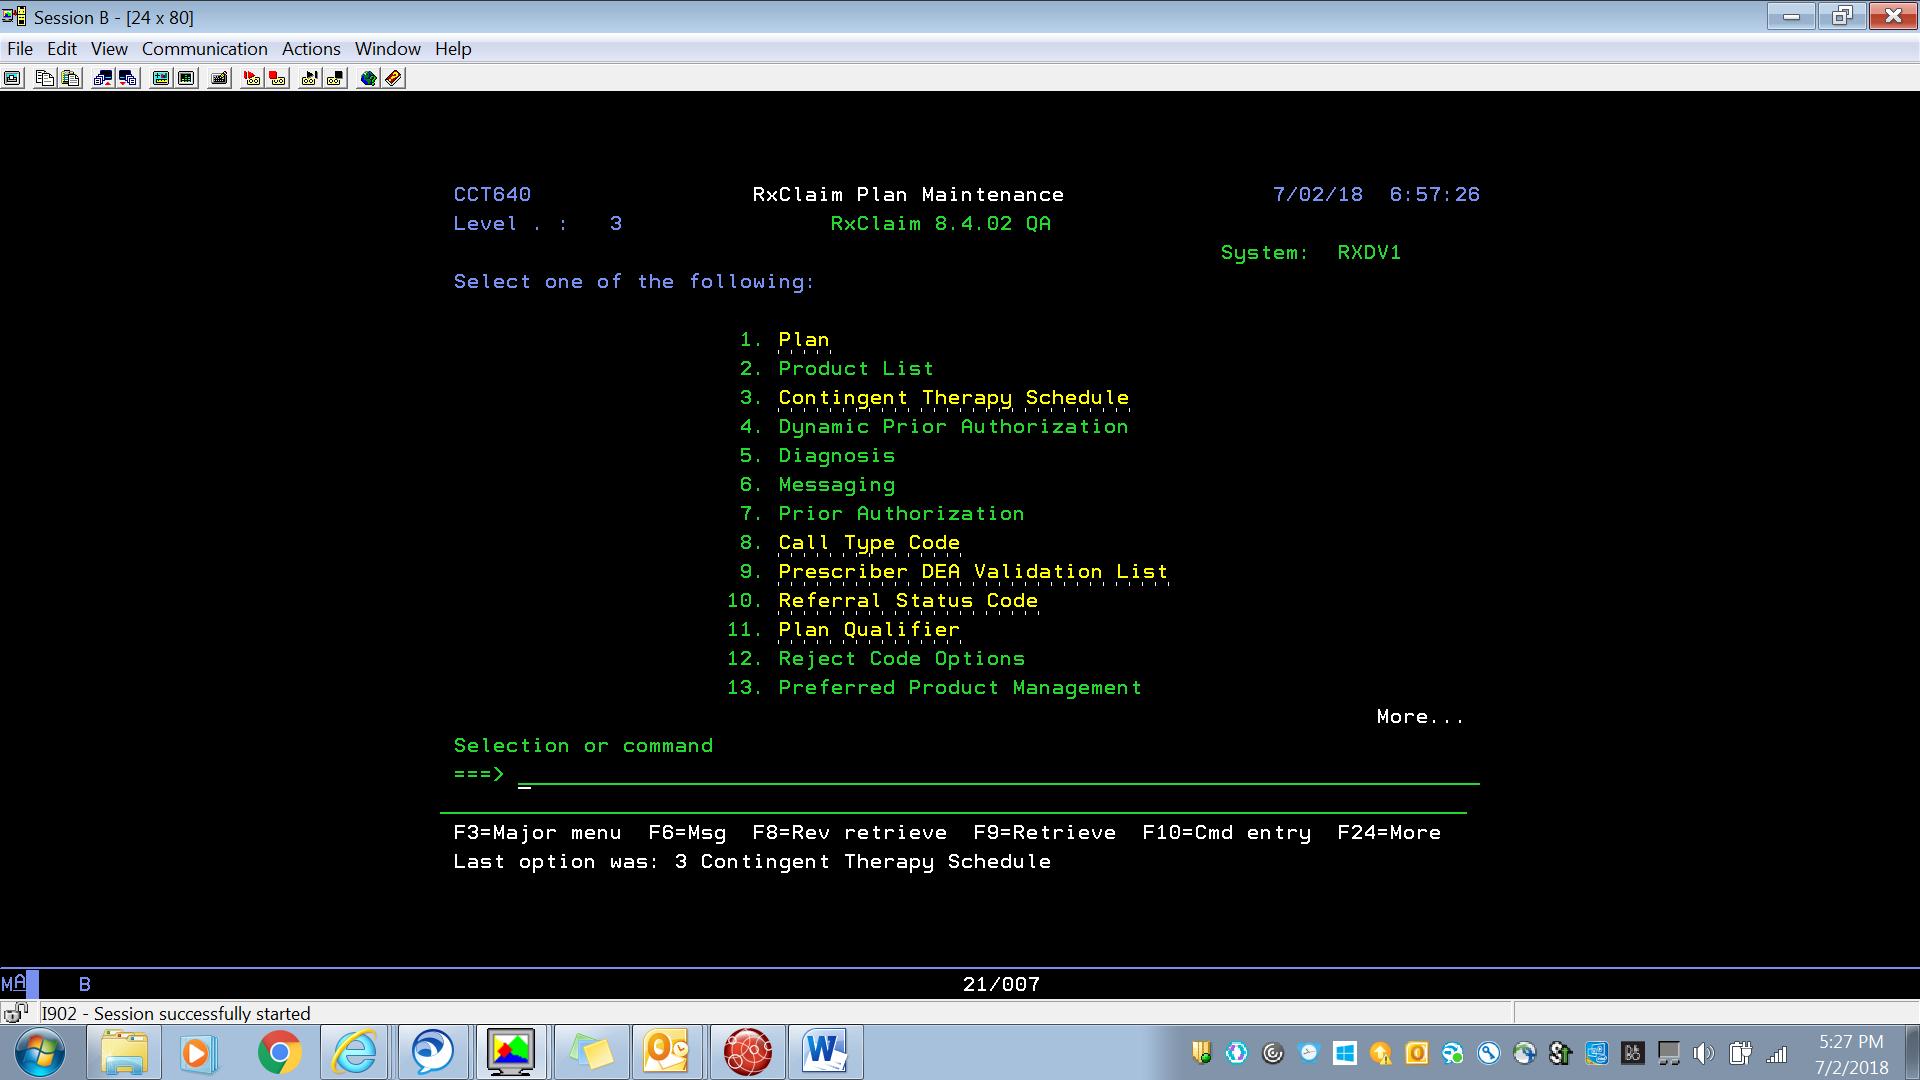 Session B - [24 x 80]
File Edit View Communication Actions Window Help
CCT640 RxClaim Plan Maintenance 7/02/18 6:57:26
Level . : 3 RxClaim 8.4.02 QA
System: RXDV1
Select one of the following:
1. Plan
2. Product List
3. Contingent Therapy Schedule
4. Dynamic Prior Authorization
5. Diagnosis
6. Messaging
7. Prior Authorization
8. Call Type Code
9. Prescriber DEA Validation List
10. Referral Status Code
11. Plan Qualifier
12. Reject Code Options
13. Preferred Product Management
More...
Selection or command
===>
F3=Major menu F6=Msg F8=Rev retrieve F9=Retrieve F10=Cmd entry F24=More
Last option was: 3 Contingent Therapy Schedule
MA B 21/007
I902 - Session successfully started
5:27 PM
7/2/2018